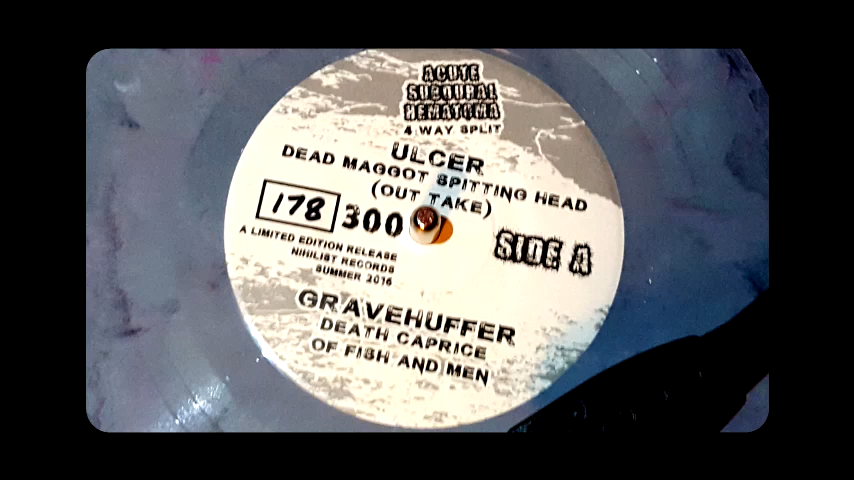 ACUTE
SUBDURAL
HEMATOMA
4 WAY SPLIT
ULCER
DEAD MAGGOT SPITTING HEAD
(OUT TAKE)
178 300
SIDE A
A LIMITED EDITION RELEASE
NIHILIST RECORDS
SUMMER 2016
GRAVEHUFFER
DEATH CAPRICE
OF FISH AND MEN